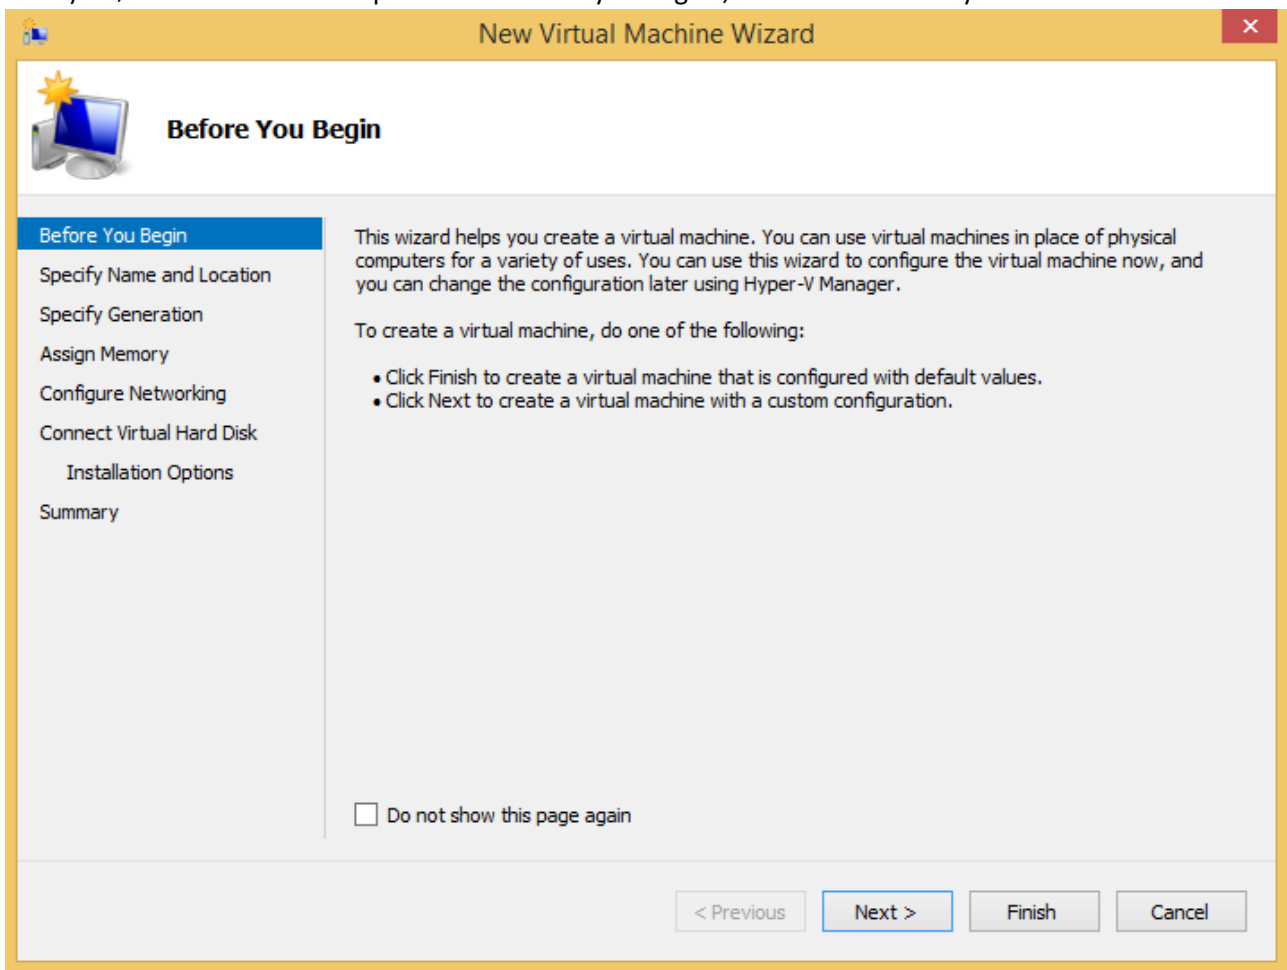 New Virtual Machine Wizard
Before You Begin
Before You Begin
Specify Name and Location
Specify Generation
Assign Memory
Configure Networking
Connect Virtual Hard Disk
Installation Options
Summary
This wizard helps you create a virtual machine. You can use virtual machines in place of physical
computers for a variety of uses. You can use this wizard to configure the virtual machine now, and
you can change the configuration later using Hyper-V Manager.
To create a virtual machine, do one of the following:
• Click Finish to create a virtual machine that is configured with default values.
• Click Next to create a virtual machine with a custom configuration.
Do not show this page again
< Previous
Next >
Finish
Cancel